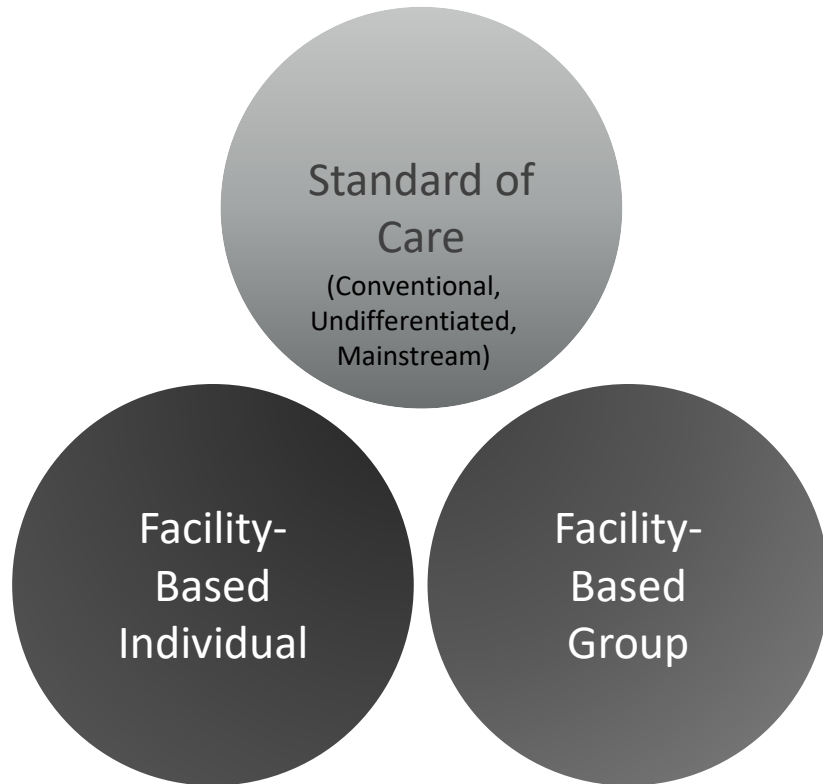 Standard of
Care
(Conventional,
Undifferentiated,
Mainstream)
Facility-
Based
Individual
Facility-
Based
Group